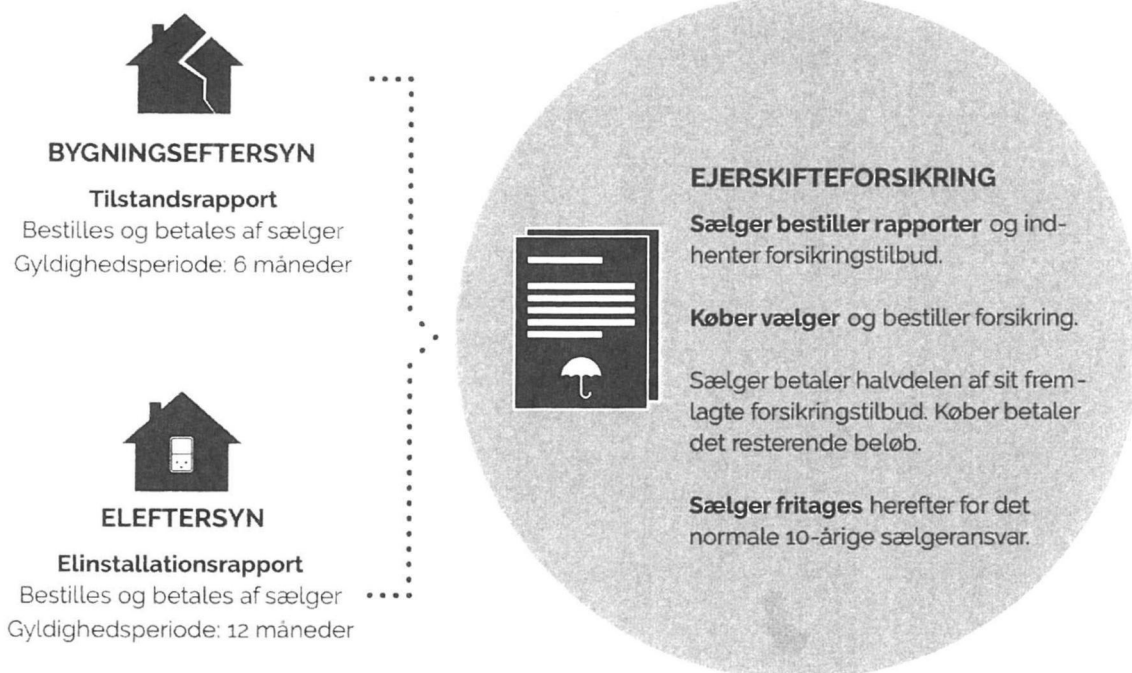 BYGNINGSEFTERSYN
Tilstandsrapport
Bestilles og betales af sælger
Gyldighedsperiode: 6 måneder
ELEFTERSYN
Elinstallationsrapport
Bestilles og betales af sælger
Gyldighedsperiode: 12 måneder
EJERSKIFTEFORSIKRING
Sælger bestiller rapporter og ind-
henter forsikringstilbud.
Køber vælger og bestiller forsikring.
Sælger betaler halvdelen af sit frem-
lagte forsikringstilbud. Køber betaler
det resterende beløb.
Sælger fritages herefter for det
normale 10-årige sælgeransvar.